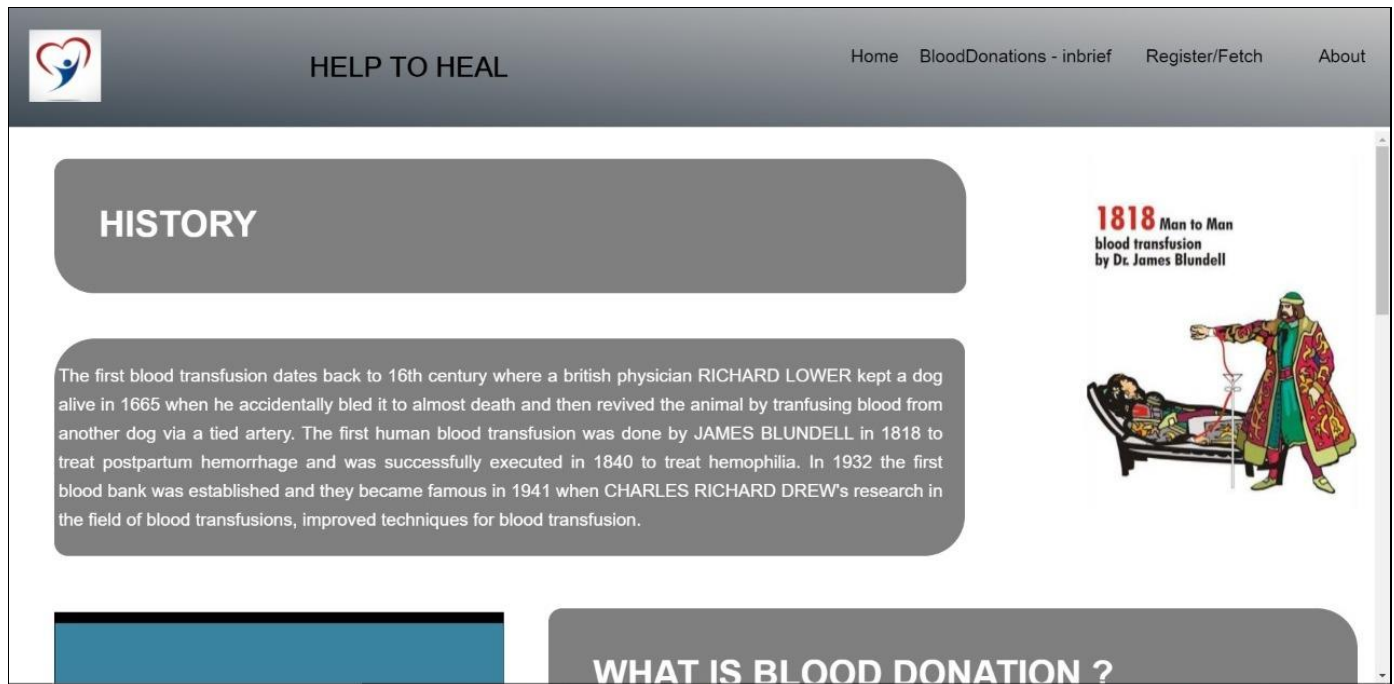 HELP TO HEAL
Home BloodDonations - inbrief Register/Fetch About
HISTORY
1818 Man to Man
blood transfusion
by Dr. James Blundell
The first blood transfusion dates back to 16th century where a british physician RICHARD LOWER kept a dog
alive in 1665 when he accidentally bled it to almost death and then revived the animal by tranfusing blood from
another dog via a tied artery. The first human blood transfusion was done by JAMES BLUNDELL in 1818 to
treat postpartum hemorrhage and was successfully executed in 1840 to treat hemophilia. In 1932 the first
blood bank was established and they became famous in 1941 when CHARLES RICHARD DREW's research in
the field of blood transfusions, improved techniques for blood transfusion.
WHAT IS BLOOD DONATION ?